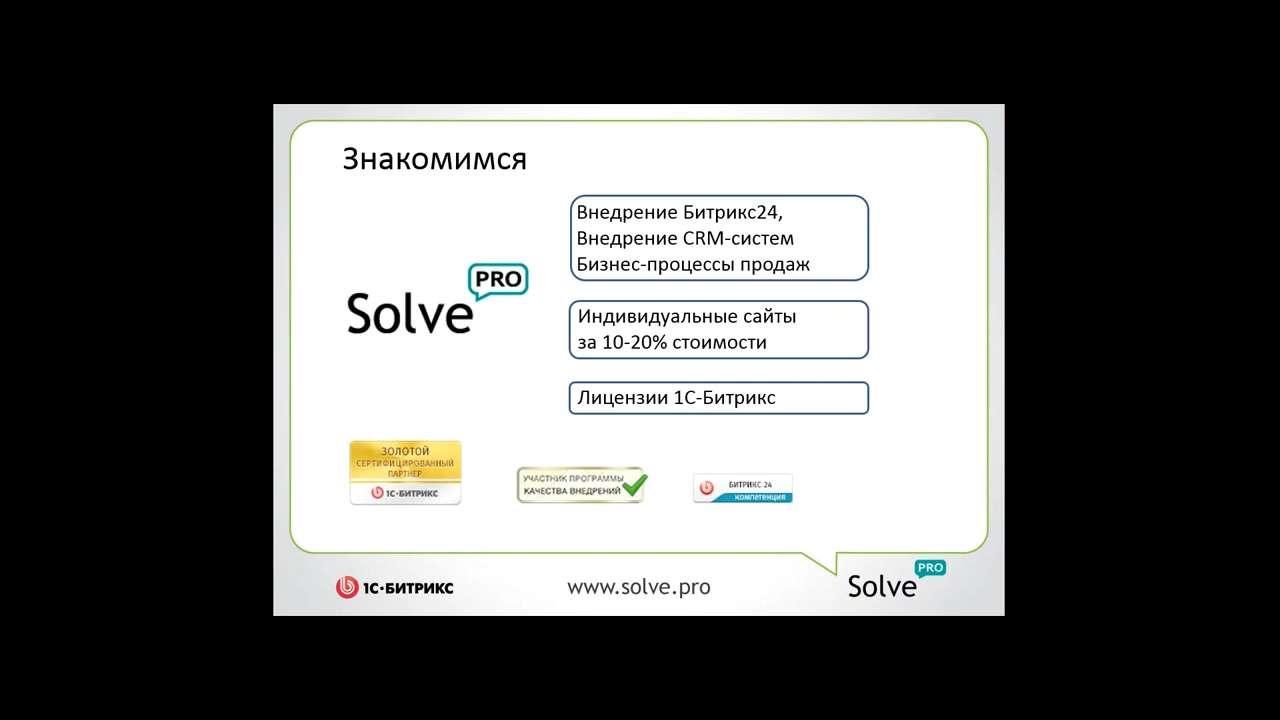 Знакомимся
Внедрение Битрикс24,
Внедрение CRM-систем
Бизнес-процессы продаж
Solve PRO
Индивидуальные сайты
за 10-20% стоимости
Лицензии 1С-Битрикс
ЗОЛОТОЙ
СЕРТИФИЦИРОВАННЫЙ
ПАРТНЕР
1С-БИТРИКС
УЧАСТНИК ПРОГРАММЫ
КАЧЕСТВА ВНЕДРЕНИЙ
БИТРИКС 24
КОМПЕТЕНЦИЯ
1С-БИТРИКС
www.solve.pro
Solve PRO